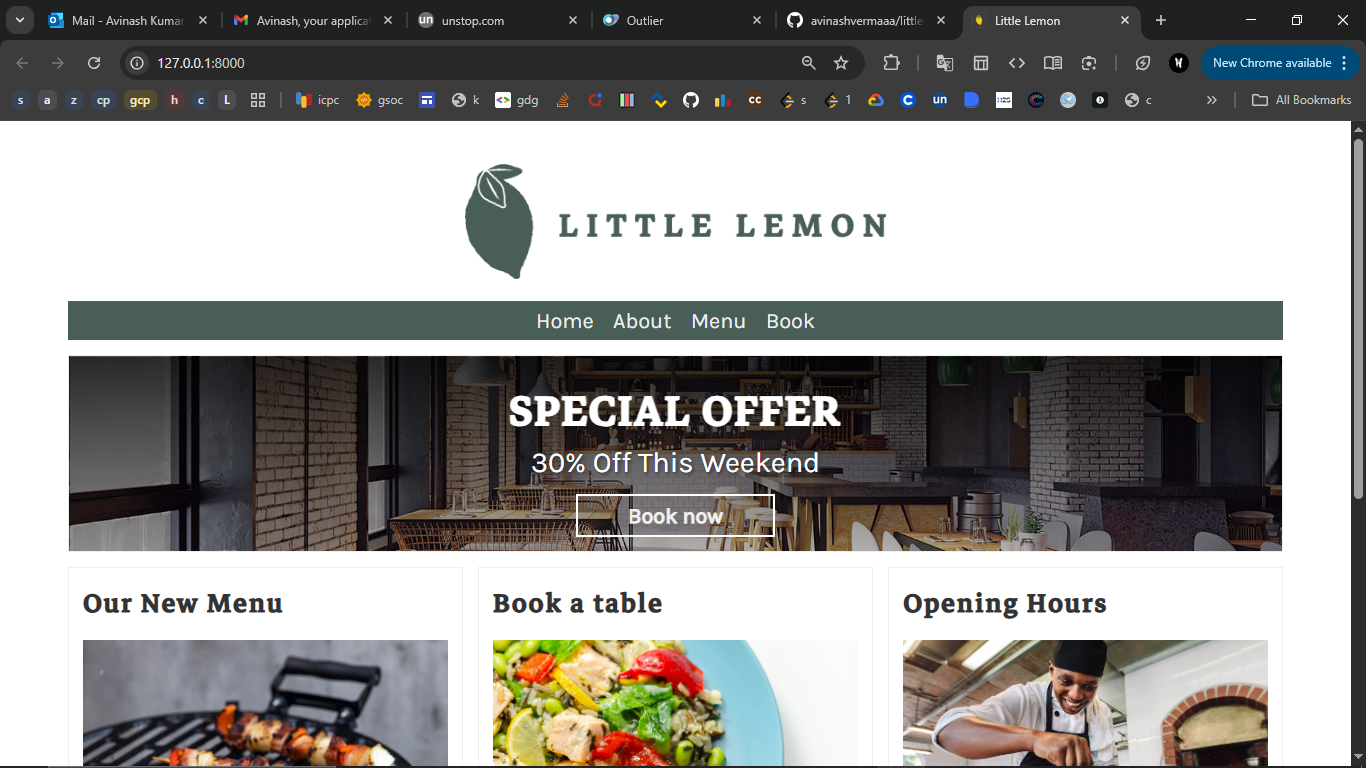 Mail - Avinash Kumar
Avinash, your applicat
unstop.com
Outlier
avinashvermaaa/little
Little Lemon
127.0.0.1:8000
New Chrome available
s
a
z
cp
gcp
h
c
L
icpc
gsoc
k
gdg
cc
s
1
un
c
All Bookmarks
LITTLE LEMON
Home About Menu Book
SPECIAL OFFER
30% Off This Weekend
Book now
Our New Menu
Book a table
Opening Hours